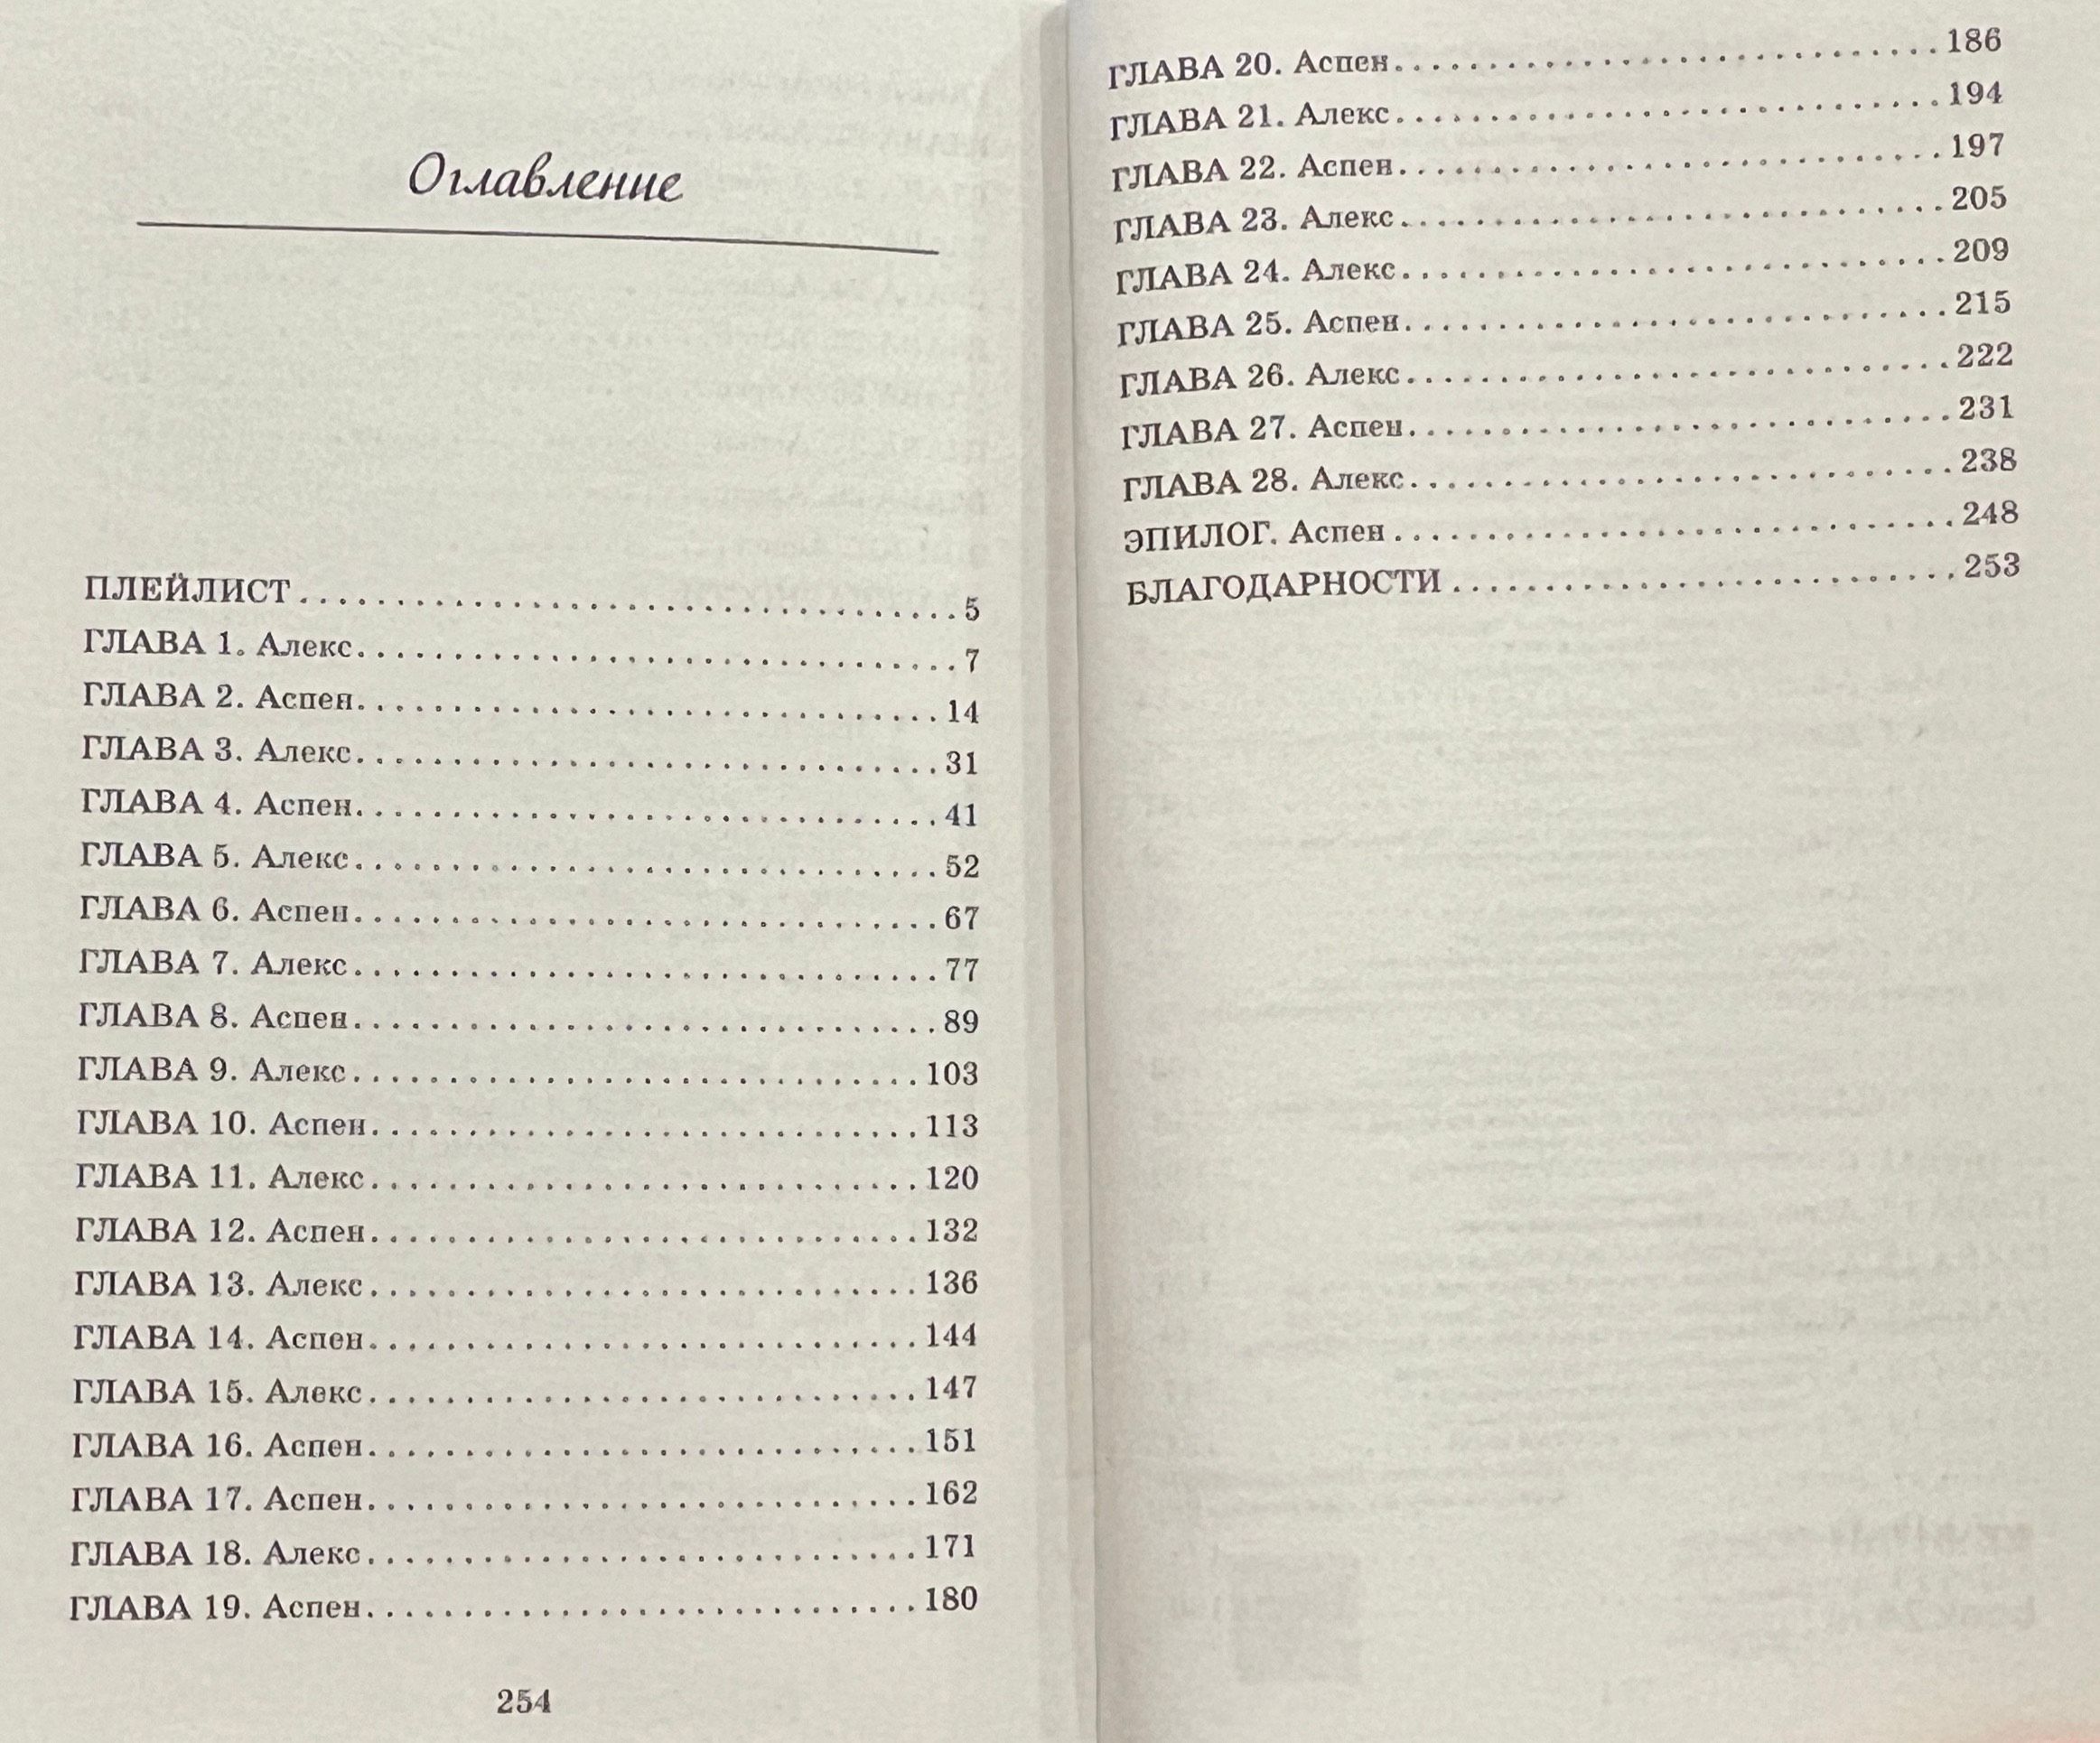 Оглавление
ПЛЕЙЛИСТ . . . . . . . . . . . . . . . . . . . . . . . . . . . . . . . . . . 5
ГЛАВА 1. Алекс. . . . . . . . . . . . . . . . . . . . . . . . . . . . . . . 7
ГЛАВА 2. Аспен. . . . . . . . . . . . . . . . . . . . . . . . . . . . . . 14
ГЛАВА 3. Алекс. . . . . . . . . . . . . . . . . . . . . . . . . . . . . . 31
ГЛАВА 4. Аспен. . . . . . . . . . . . . . . . . . . . . . . . . . . . . . 41
ГЛАВА 5. Алекс. . . . . . . . . . . . . . . . . . . . . . . . . . . . . . 52
ГЛАВА 6. Аспен. . . . . . . . . . . . . . . . . . . . . . . . . . . . . . 67
ГЛАВА 7. Алекс. . . . . . . . . . . . . . . . . . . . . . . . . . . . . . 77
ГЛАВА 8. Аспен. . . . . . . . . . . . . . . . . . . . . . . . . . . . . . 89
ГЛАВА 9. Алекс. . . . . . . . . . . . . . . . . . . . . . . . . . . . . 103
ГЛАВА 10. Аспен. . . . . . . . . . . . . . . . . . . . . . . . . . . . 113
ГЛАВА 11. Алекс. . . . . . . . . . . . . . . . . . . . . . . . . . . . 120
ГЛАВА 12. Аспен. . . . . . . . . . . . . . . . . . . . . . . . . . . . 132
ГЛАВА 13. Алекс. . . . . . . . . . . . . . . . . . . . . . . . . . . . 136
ГЛАВА 14. Аспен. . . . . . . . . . . . . . . . . . . . . . . . . . . . 144
ГЛАВА 15. Алекс. . . . . . . . . . . . . . . . . . . . . . . . . . . . 147
ГЛАВА 16. Аспен. . . . . . . . . . . . . . . . . . . . . . . . . . . . 151
ГЛАВА 17. Аспен. . . . . . . . . . . . . . . . . . . . . . . . . . . . 162
ГЛАВА 18. Алекс. . . . . . . . . . . . . . . . . . . . . . . . . . . . 171
ГЛАВА 19. Аспен. . . . . . . . . . . . . . . . . . . . . . . . . . . . 180
254
ГЛАВА 20. Аспен. . . . . . . . . . . . . . . . . . . . . . . . . . . . 186
ГЛАВА 21. Алекс. . . . . . . . . . . . . . . . . . . . . . . . . . . . 194
ГЛАВА 22. Аспен. . . . . . . . . . . . . . . . . . . . . . . . . . . . 197
ГЛАВА 23. Алекс. . . . . . . . . . . . . . . . . . . . . . . . . . . . 205
ГЛАВА 24. Алекс. . . . . . . . . . . . . . . . . . . . . . . . . . . . 209
ГЛАВА 25. Аспен. . . . . . . . . . . . . . . . . . . . . . . . . . . . 215
ГЛАВА 26. Алекс. . . . . . . . . . . . . . . . . . . . . . . . . . . . 222
ГЛАВА 27. Аспен. . . . . . . . . . . . . . . . . . . . . . . . . . . . 231
ГЛАВА 28. Алекс. . . . . . . . . . . . . . . . . . . . . . . . . . . . 238
ЭПИЛОГ. Аспен . . . . . . . . . . . . . . . . . . . . . . . . . . . . . 248
БЛАГОДАРНОСТИ . . . . . . . . . . . . . . . . . . . . . . . . . . 253